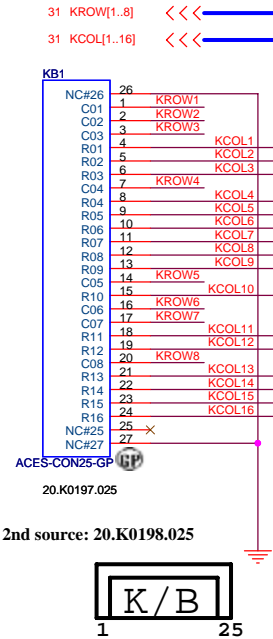 31 KROW[1..8]
31 KCOL[1..16]
KB1
NC#26 26
C01 1 KROW1
C02 2 KROW2
C03 3 KROW3
R01 4 KCOL1
R02 5 KCOL2
R03 6 KCOL3
C04 7 KROW4
R04 8 KCOL4
R05 9 KCOL5
R06 10 KCOL6
R07 11 KCOL7
R08 12 KCOL8
R09 13 KCOL9
C05 14 KROW5
R10 15 KCOL10
C06 16 KROW6
C07 17 KROW7
R11 18 KCOL11
R12 19 KCOL12
C08 20 KROW8
R13 21 KCOL13
R14 22 KCOL14
R15 23 KCOL15
R16 24 KCOL16
NC#25 25
NC#27 27
ACES-CON25-GP GP
20.K0197.025
2nd source: 20.K0198.025
K/B
1 25